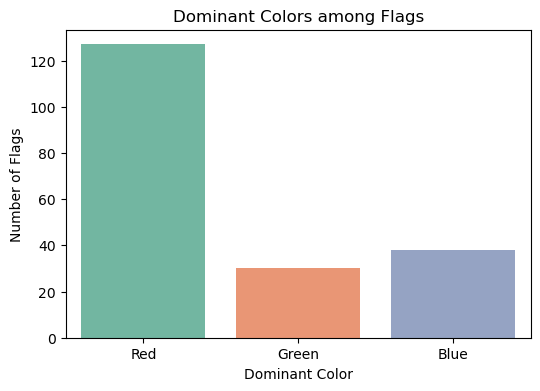 Dominant Colors among Flags
Number of Flags
120
100
80
60
40
20
0
Red Green Blue
Dominant Color